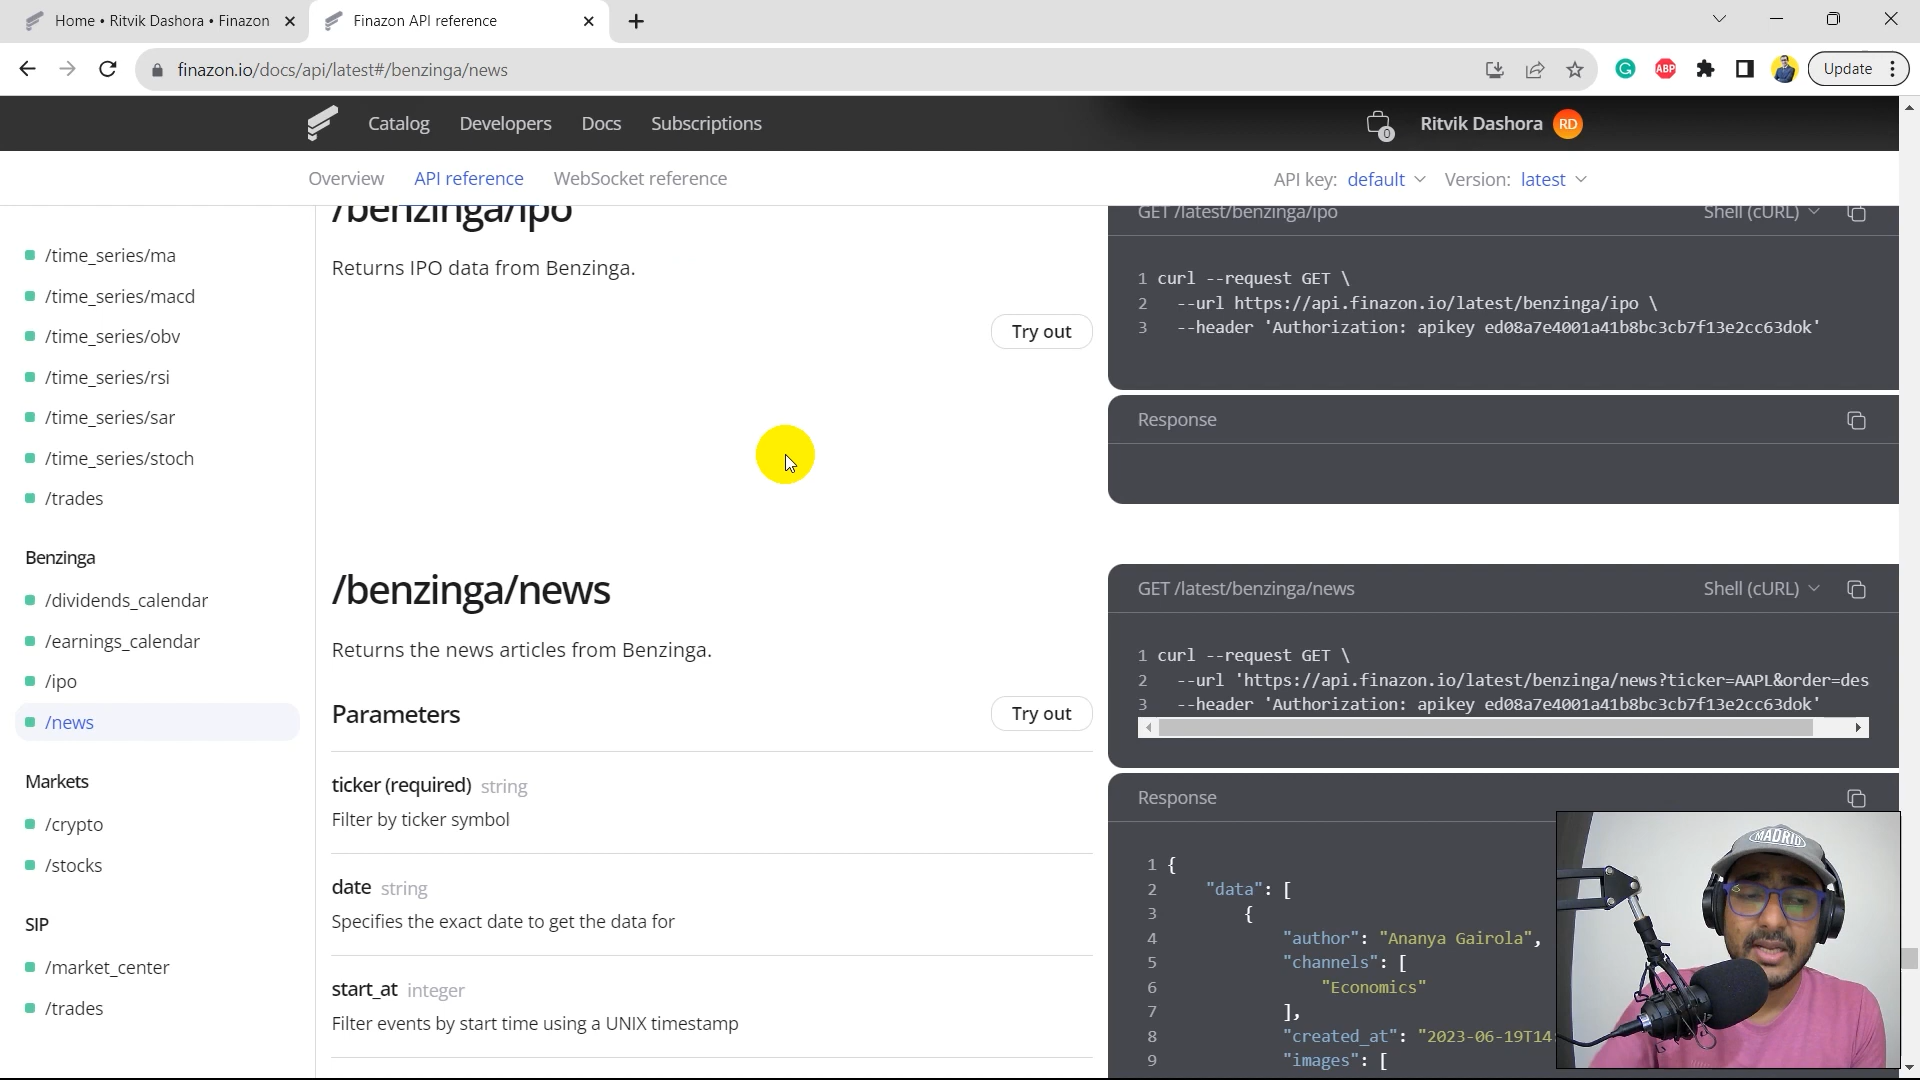 Home • Ritvik Dashora • Finazon
Finazon API reference
finazon.io/docs/api/latest#/benzinga/news
G
ABP
Update
Catalog
Developers
Docs
Subscriptions
0
Ritvik Dashora
RD
Overview
API reference
WebSocket reference
API key: default
Version: latest
/time_series/ma
/time_series/macd
/time_series/obv
/time_series/rsi
/time_series/sar
/time_series/stoch
/trades
Benzinga
/dividends_calendar
/earnings_calendar
/ipo
/news
Markets
/crypto
/stocks
SIP
/market_center
/trades
/benzinga/ipo
Returns IPO data from Benzinga.
Try out
/benzinga/news
Returns the news articles from Benzinga.
Parameters
Try out
ticker (required) string
Filter by ticker symbol
date string
Specifies the exact date to get the data for
start_at integer
Filter events by start time using a UNIX timestamp
GET /latest/benzinga/ipo
Shell (cURL)
1 curl --request GET \
2 --url https://api.finazon.io/latest/benzinga/ipo \
3 --header 'Authorization: apikey ed08a7e4001a41b8bc3cb7f13e2cc63dok'
Response
GET /latest/benzinga/news
Shell (cURL)
1 curl --request GET \
2 --url 'https://api.finazon.io/latest/benzinga/news?ticker=AAPL&order=des
3 --header 'Authorization: apikey ed08a7e4001a41b8bc3cb7f13e2cc63dok'
Response
1 {
2 "data": [
3 {
4 "author": "Ananya Gairola",
5 "channels": [
6 "Economics"
7 ],
8 "created_at": "2023-06-19T14
9 "images": [
MADRID